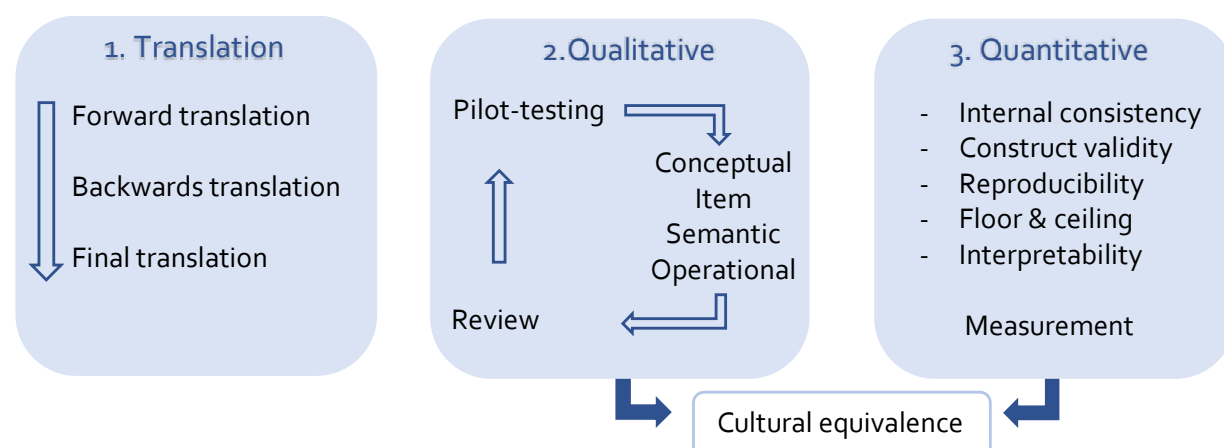 1. Translation
Forward translation
Backwards translation
Final translation
2.Qualitative
Pilot-testing
Conceptual
Item
Semantic
Operational
Review
3. Quantitative
- Internal consistency
- Construct validity
- Reproducibility
- Floor & ceiling
- Interpretability
Measurement
Cultural equivalence